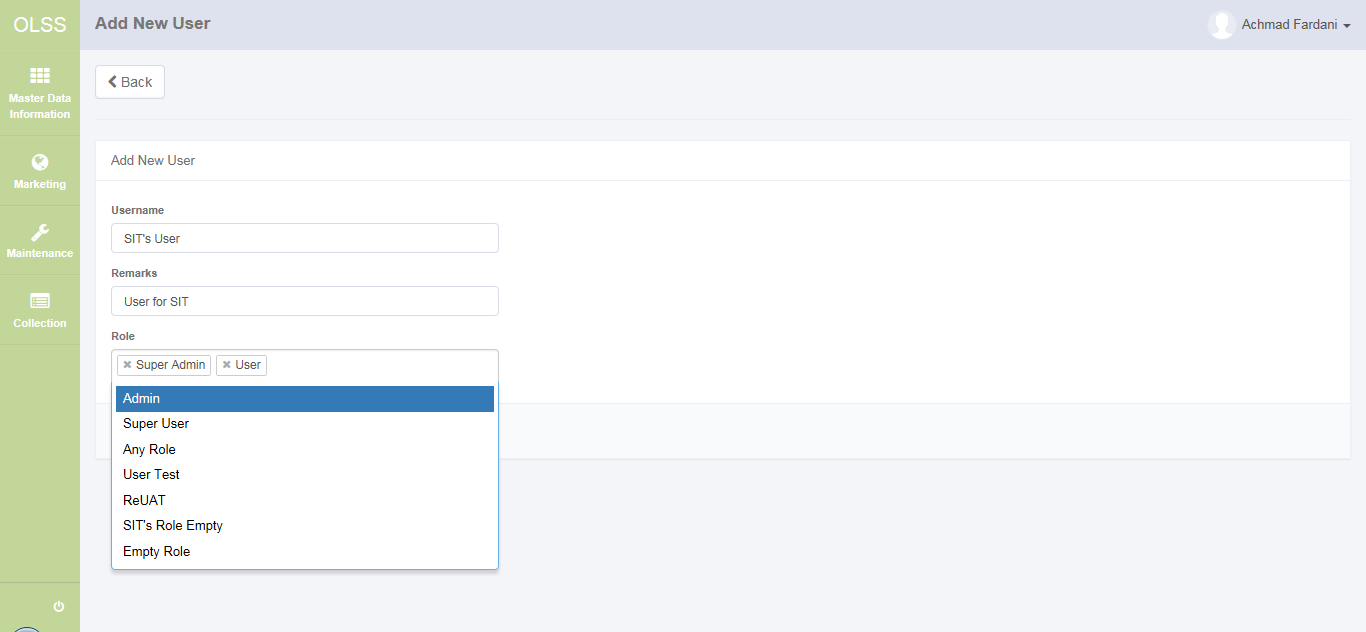 OLSS
Add New User
Achmad Fardani
Master Data
Information
Marketing
Maintenance
Collection
Back
Add New User
Username
SIT's User
Remarks
User for SIT
Role
× Super Admin × User
Admin
Super User
Any Role
User Test
ReUAT
SIT's Role Empty
Empty Role